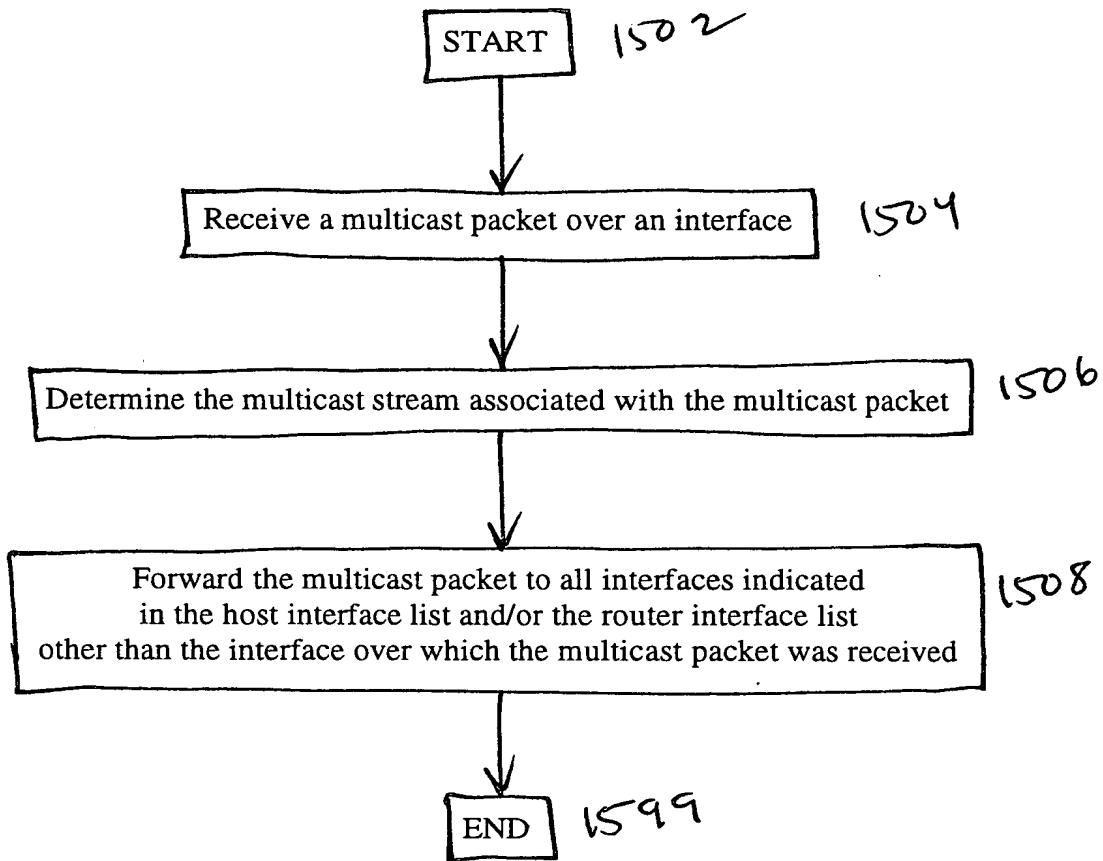 START 1502
Receive a multicast packet over an interface 1504
Determine the multicast stream associated with the multicast packet 1506
Forward the multicast packet to all interfaces indicated
in the host interface list and/or the router interface list 1508
other than the interface over which the multicast packet was received
END 1599